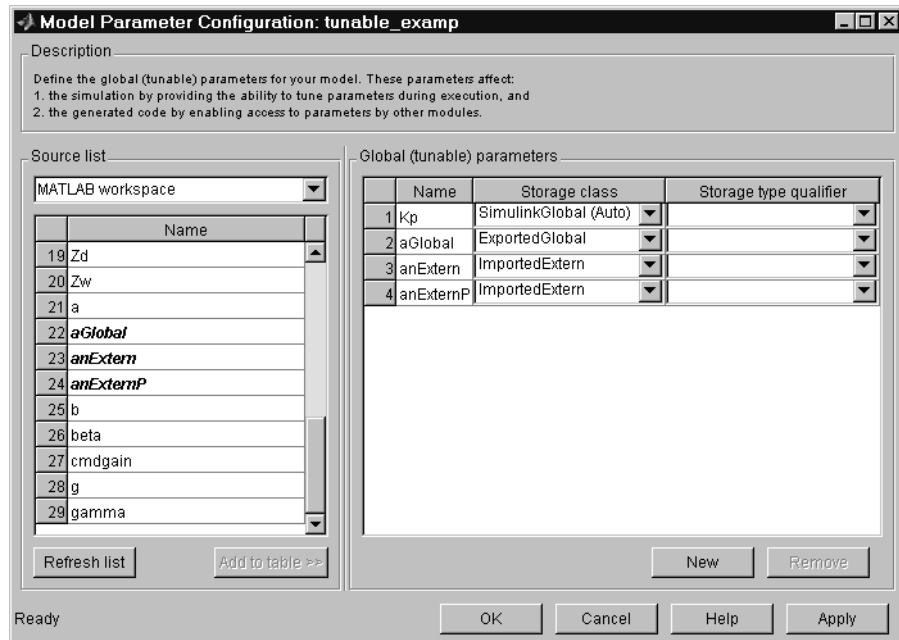 Model Parameter Configuration: tunable_examp
Description
Define the global (tunable) parameters for your model. These parameters affect:
1. the simulation by providing the ability to tune parameters during execution, and
2. the generated code by enabling access to parameters by other modules.
Source list
MATLAB workspace
Name
19 Zd
20 Zw
21 a
22 aGlobal
23 anExtern
24 anExternP
25 b
26 beta
27 cmdgain
28 g
29 gamma
Refresh list
Add to table >>
Global (tunable) parameters
Name Storage class Storage type qualifier
1 Kp SimulinkGlobal (Auto)
2 aGlobal ExportedGlobal
3 anExtern ImportedExtern
4 anExternP ImportedExtern
New
Remove
Ready
OK
Cancel
Help
Apply